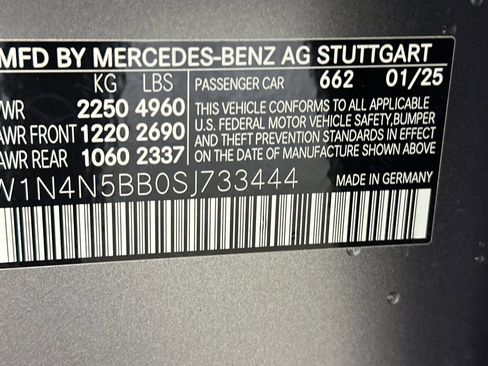 MFD BY MERCEDES-BENZ AG STUTTGART
KG LBS PASSENGER CAR 662 01/25
VWR 2250 4960 THIS VEHICLE CONFORMS TO ALL APPLICABLE
AWR FRONT 1220 2690 U.S. FEDERAL MOTOR VEHICLE SAFETY,BUMPER
AWR REAR 1060 2337 AND THEFT PREVENTION STANDARDS IN EFFECT
ON THE DATE OF MANUFACTURE SHOWN ABOVE
W1N4N5BB0SJ733444 MADE IN GERMANY